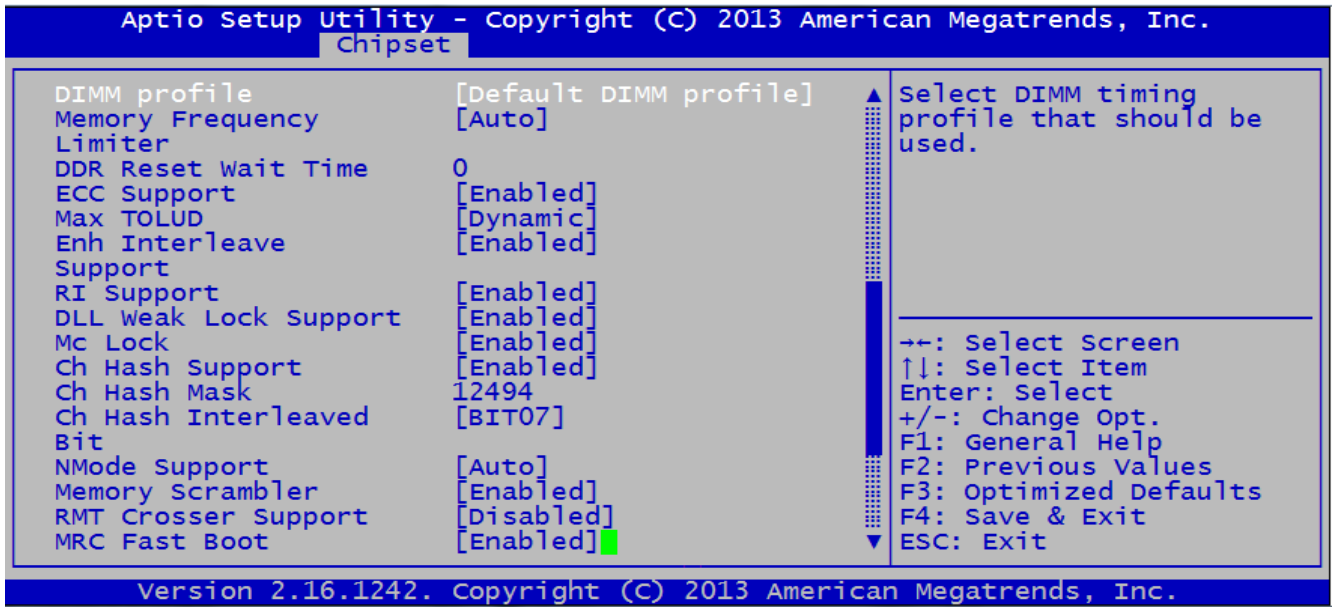 Aptio Setup Utility - Copyright (C) 2013 American Megatrends, Inc.
Chipset
DIMM profile [Default DIMM profile]
Memory Frequency [Auto]
Limiter
DDR Reset Wait Time 0
ECC Support [Enabled]
Max TOLUD [Dynamic]
Enh Interleave [Enabled]
Support
RI Support [Enabled]
DLL Weak Lock Support [Enabled]
Mc Lock [Enabled]
Ch Hash Support [Enabled]
Ch Hash Mask 12494
Ch Hash Interleaved [BIT07]
Bit
NMode Support [Auto]
Memory Scrambler [Enabled]
RMT Crosser Support [Disabled]
MRC Fast Boot [Enabled]
Select DIMM timing
profile that should be
used.
→←: Select Screen
↑↓: Select Item
Enter: Select
+/-: Change Opt.
F1: General Help
F2: Previous Values
F3: Optimized Defaults
F4: Save & Exit
ESC: Exit
Version 2.16.1242. Copyright (C) 2013 American Megatrends, Inc.